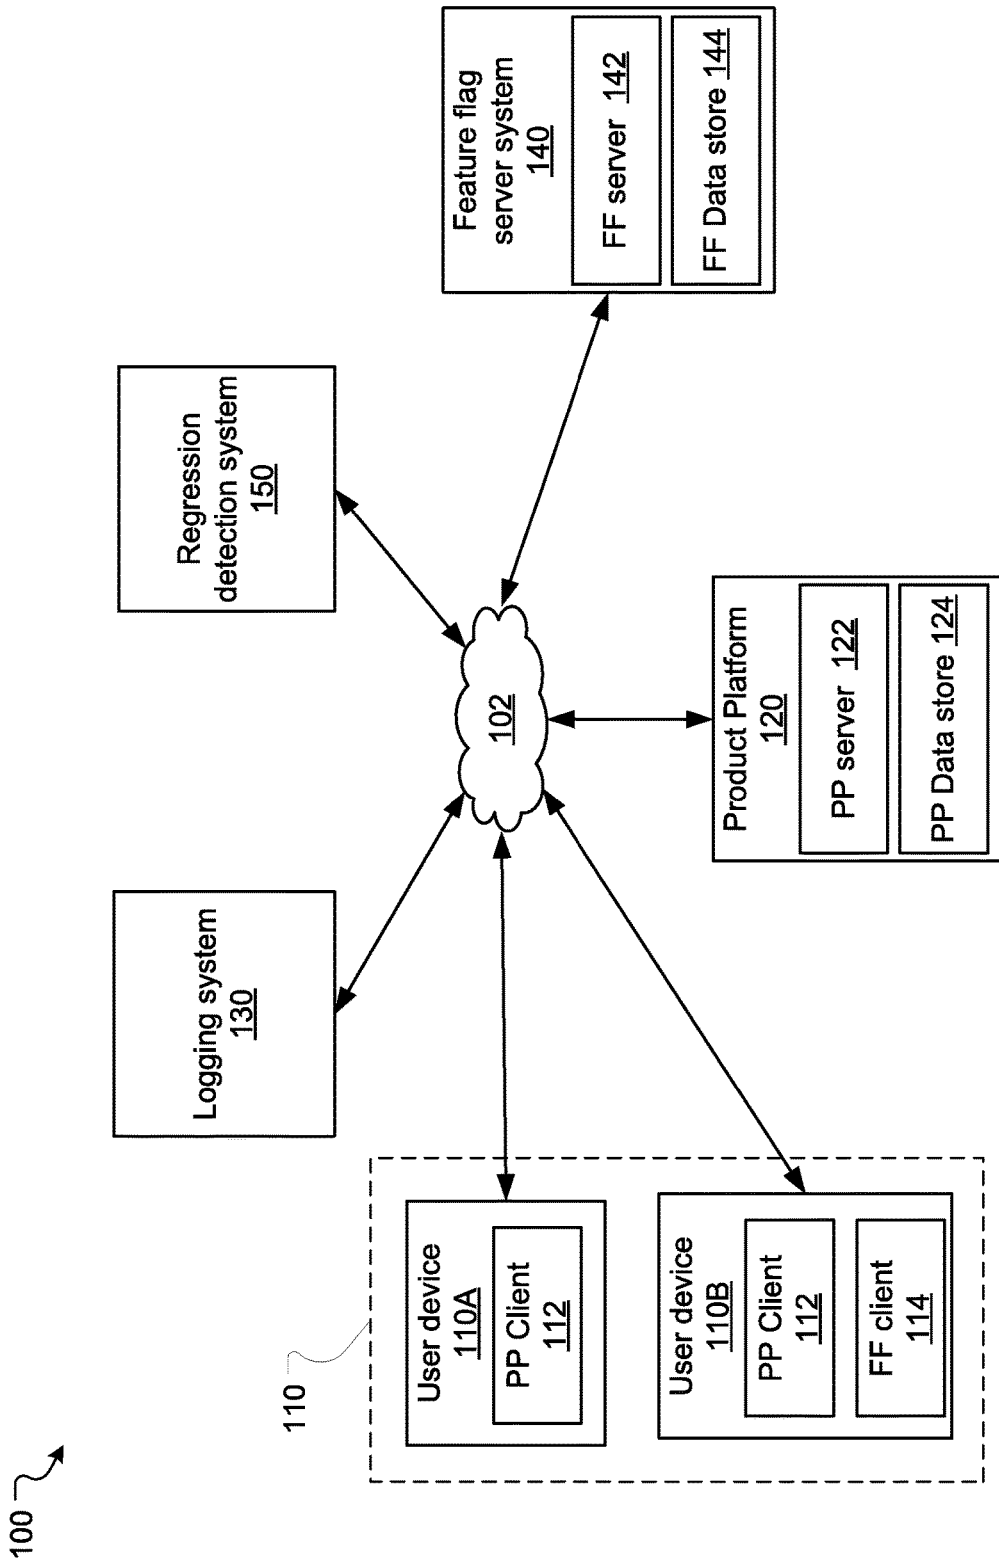 100
110
User device
110A
PP Client
112
User device
110B
PP Client
112
FF client
114
Logging system
130
102
Regression
detection system
150
Product Platform
120
PP server 122
PP Data store 124
Feature flag
server system
140
FF server 142
FF Data store 144